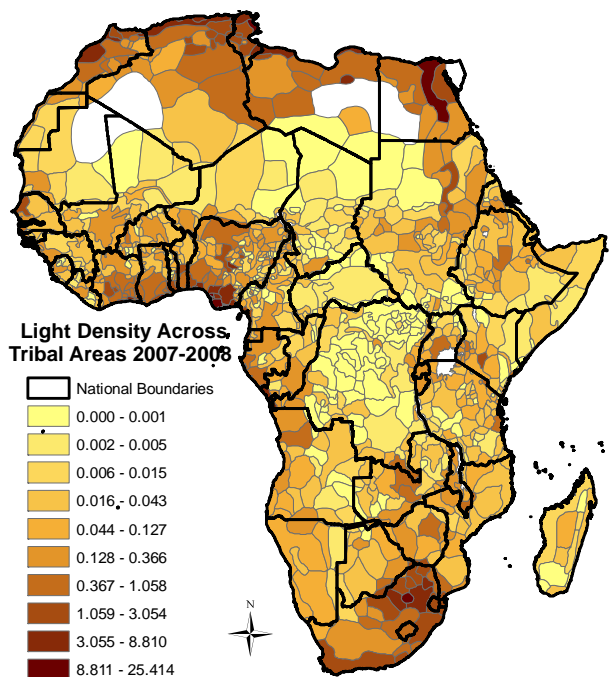 Light Density Across
Tribal Areas 2007-2008
National Boundaries
0.000 - 0.001
0.002 - 0.005
0.006 - 0.015
0.016 - 0.043
0.044 - 0.127
0.128 - 0.366
0.367 - 1.058
1.059 - 3.054
3.055 - 8.810
8.811 - 25.414
N